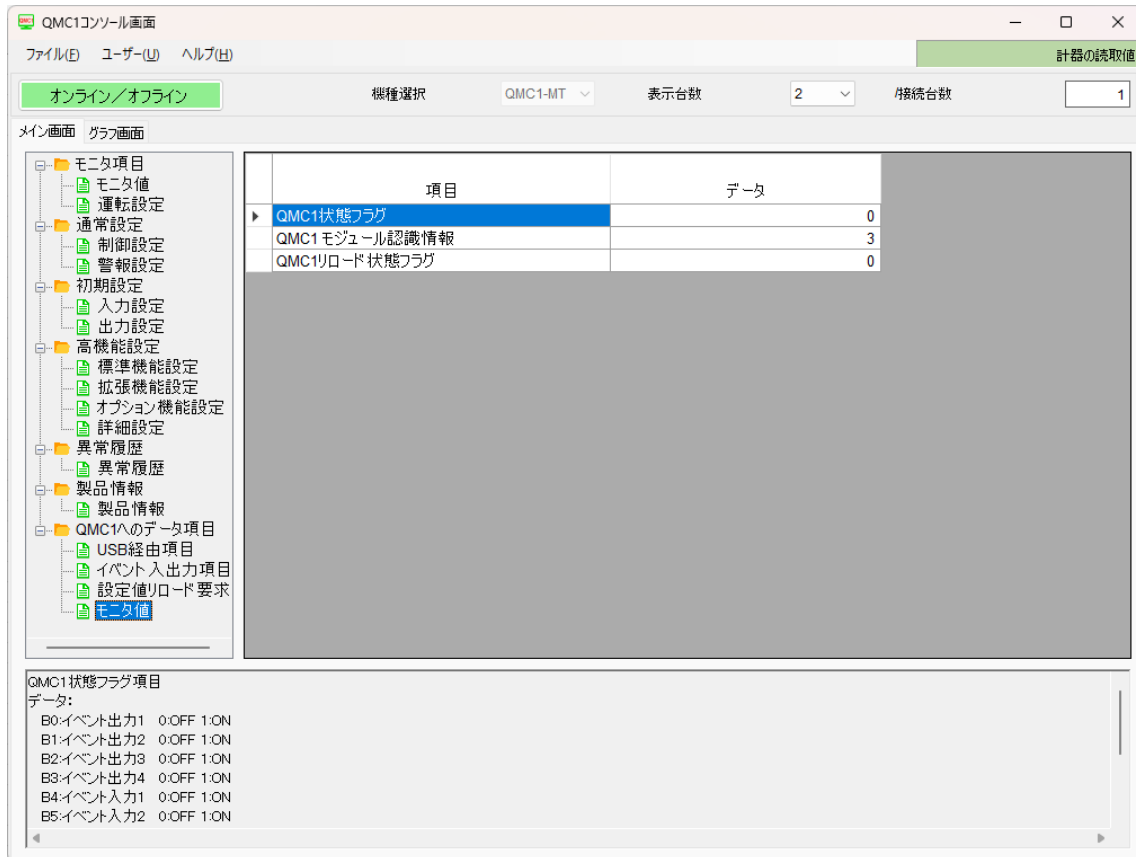 QMC1コンソール画面
ファイル(F) ユーザー(U) ヘルプ(H)
計器の読取値
オンライン／オフライン 機種選択 QMC1-MT 表示台数 2 /接続台数 1
メイン画面 グラフ画面
モニタ項目
モニタ値
運転設定
通常設定
制御設定
警報設定
初期設定
入力設定
出力設定
高機能設定
標準機能設定
拡張機能設定
オプション機能設定
詳細設定
異常履歴
異常履歴
製品情報
製品情報
QMC1へのデータ項目
USB経由項目
イベント入出力項目
設定値リロード要求
モニタ値
項目 データ
QMC1状態フラグ 0
QMC1モジュール認識情報 3
QMC1リロード状態フラグ 0
QMC1状態フラグ項目
データ:
B0:イベント出力1 0:OFF 1:ON
B1:イベント出力2 0:OFF 1:ON
B2:イベント出力3 0:OFF 1:ON
B3:イベント出力4 0:OFF 1:ON
B4:イベント入力1 0:OFF 1:ON
B5:イベント入力2 0:OFF 1:ON